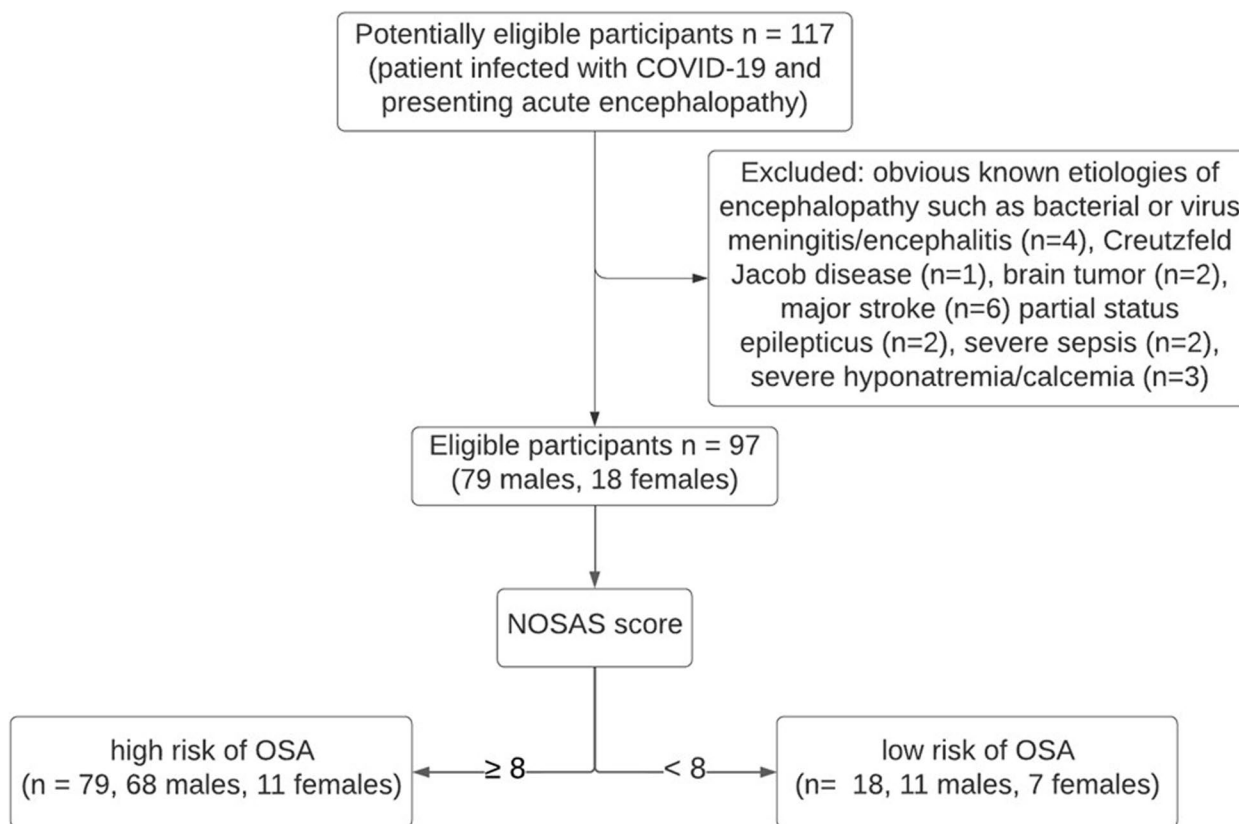 Potentially eligible participants n = 117
(patient infected with COVID-19 and
presenting acute encephalopathy)
Excluded: obvious known etiologies of
encephalopathy such as bacterial or virus
meningitis/encephalitis (n=4), Creutzfeld
Jacob disease (n=1), brain tumor (n=2),
major stroke (n=6) partial status
epilepticus (n=2), severe sepsis (n=2),
severe hyponatremia/calcemia (n=3)
Eligible participants n = 97
(79 males, 18 females)
NOSAS score
≥ 8
< 8
high risk of OSA
(n = 79, 68 males, 11 females)
low risk of OSA
(n=  18, 11 males, 7 females)